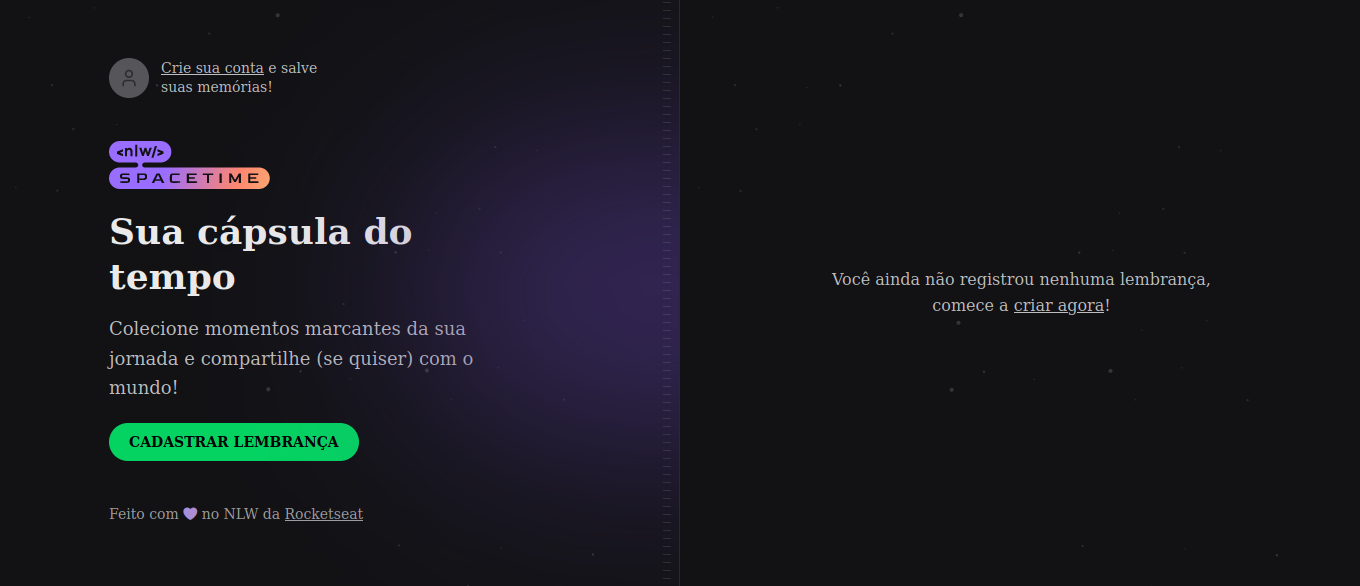 Crie sua conta e salve
suas memórias!
<nlw/>
SPACETIME
Sua cápsula do
tempo
Colecione momentos marcantes da sua
jornada e compartilhe (se quiser) com o
mundo!
CADASTRAR LEMBRANÇA
Feito com 💜 no NLW da Rocketseat
Você ainda não registrou nenhuma lembrança,
comece a criar agora!